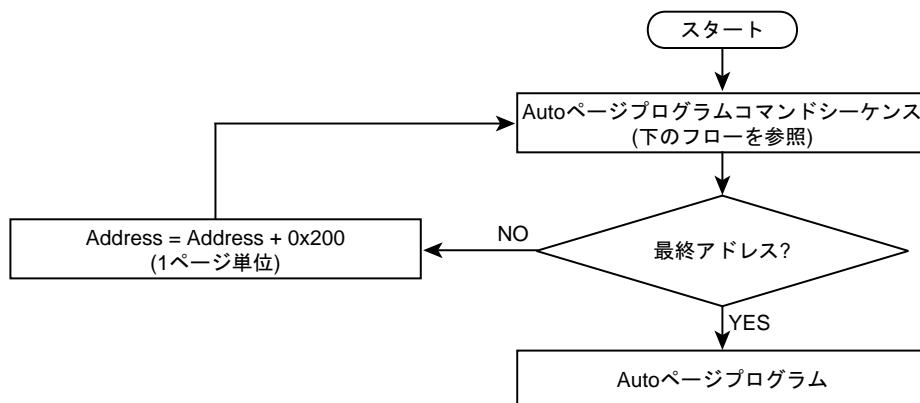 スタート
Autoページプログラムコマンドシーケンス
(下のフローを参照)
Address = Address + 0x200
(1ページ単位)
NO
最終アドレス?
YES
Autoページプログラム